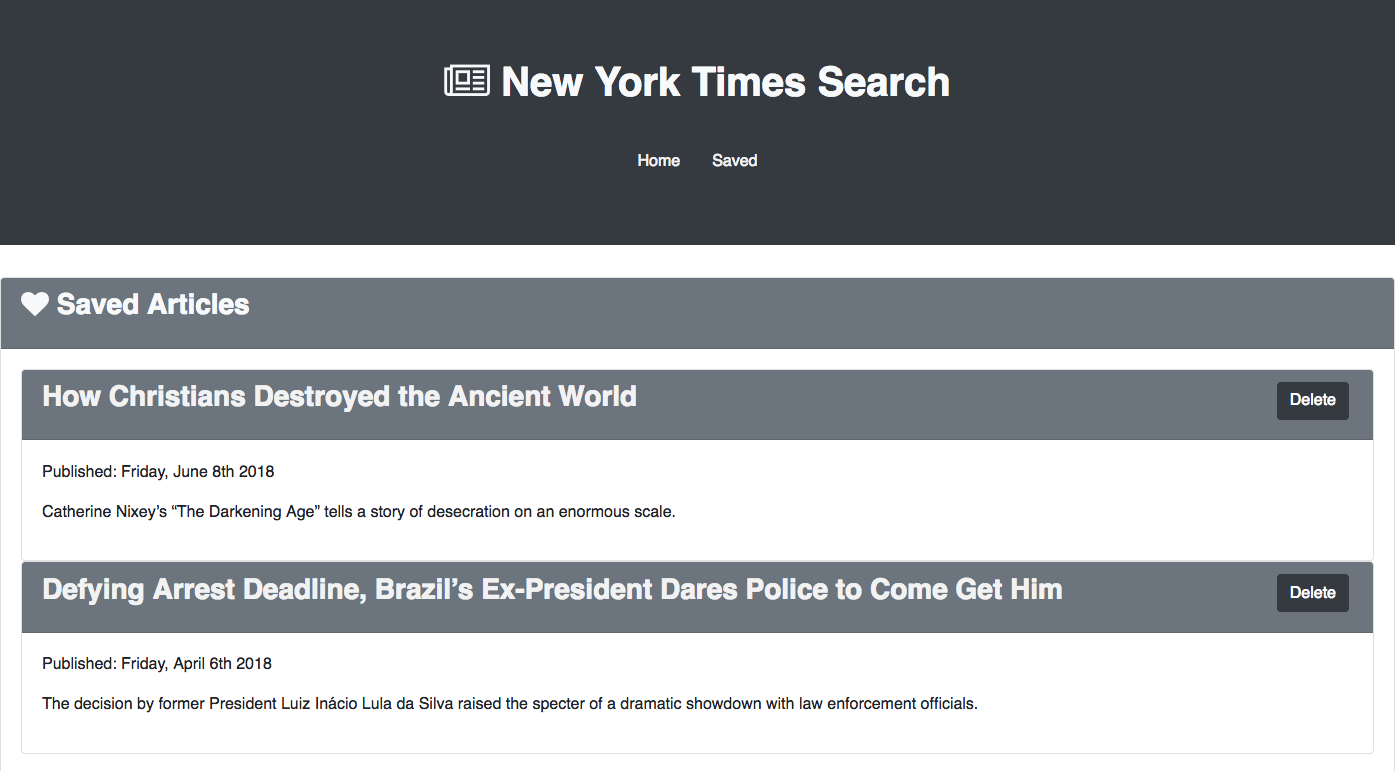 New York Times Search
Home Saved
Saved Articles
How Christians Destroyed the Ancient World
Delete
Published: Friday, June 8th 2018
Catherine Nixey’s “The Darkening Age” tells a story of desecration on an enormous scale.
Defying Arrest Deadline, Brazil’s Ex-President Dares Police to Come Get Him
Delete
Published: Friday, April 6th 2018
The decision by former President Luiz Inácio Lula da Silva raised the specter of a dramatic showdown with law enforcement officials.